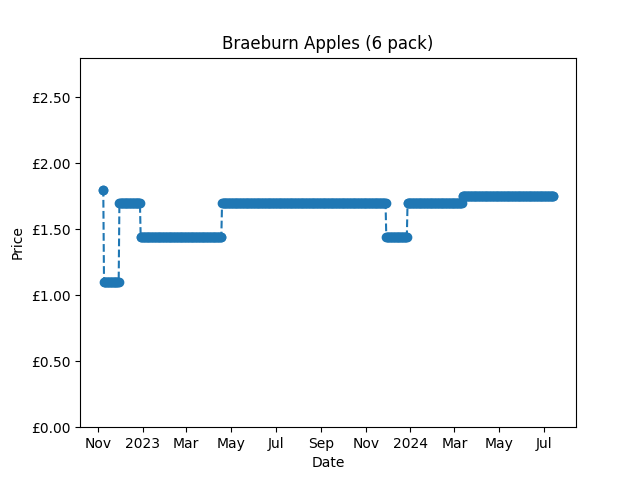 Braeburn Apples (6 pack)
£2.50
£2.00
£1.50
£1.00
£0.50
£0.00
Price
Nov 2023 Mar May Jul Sep Nov 2024 Mar May Jul
Date